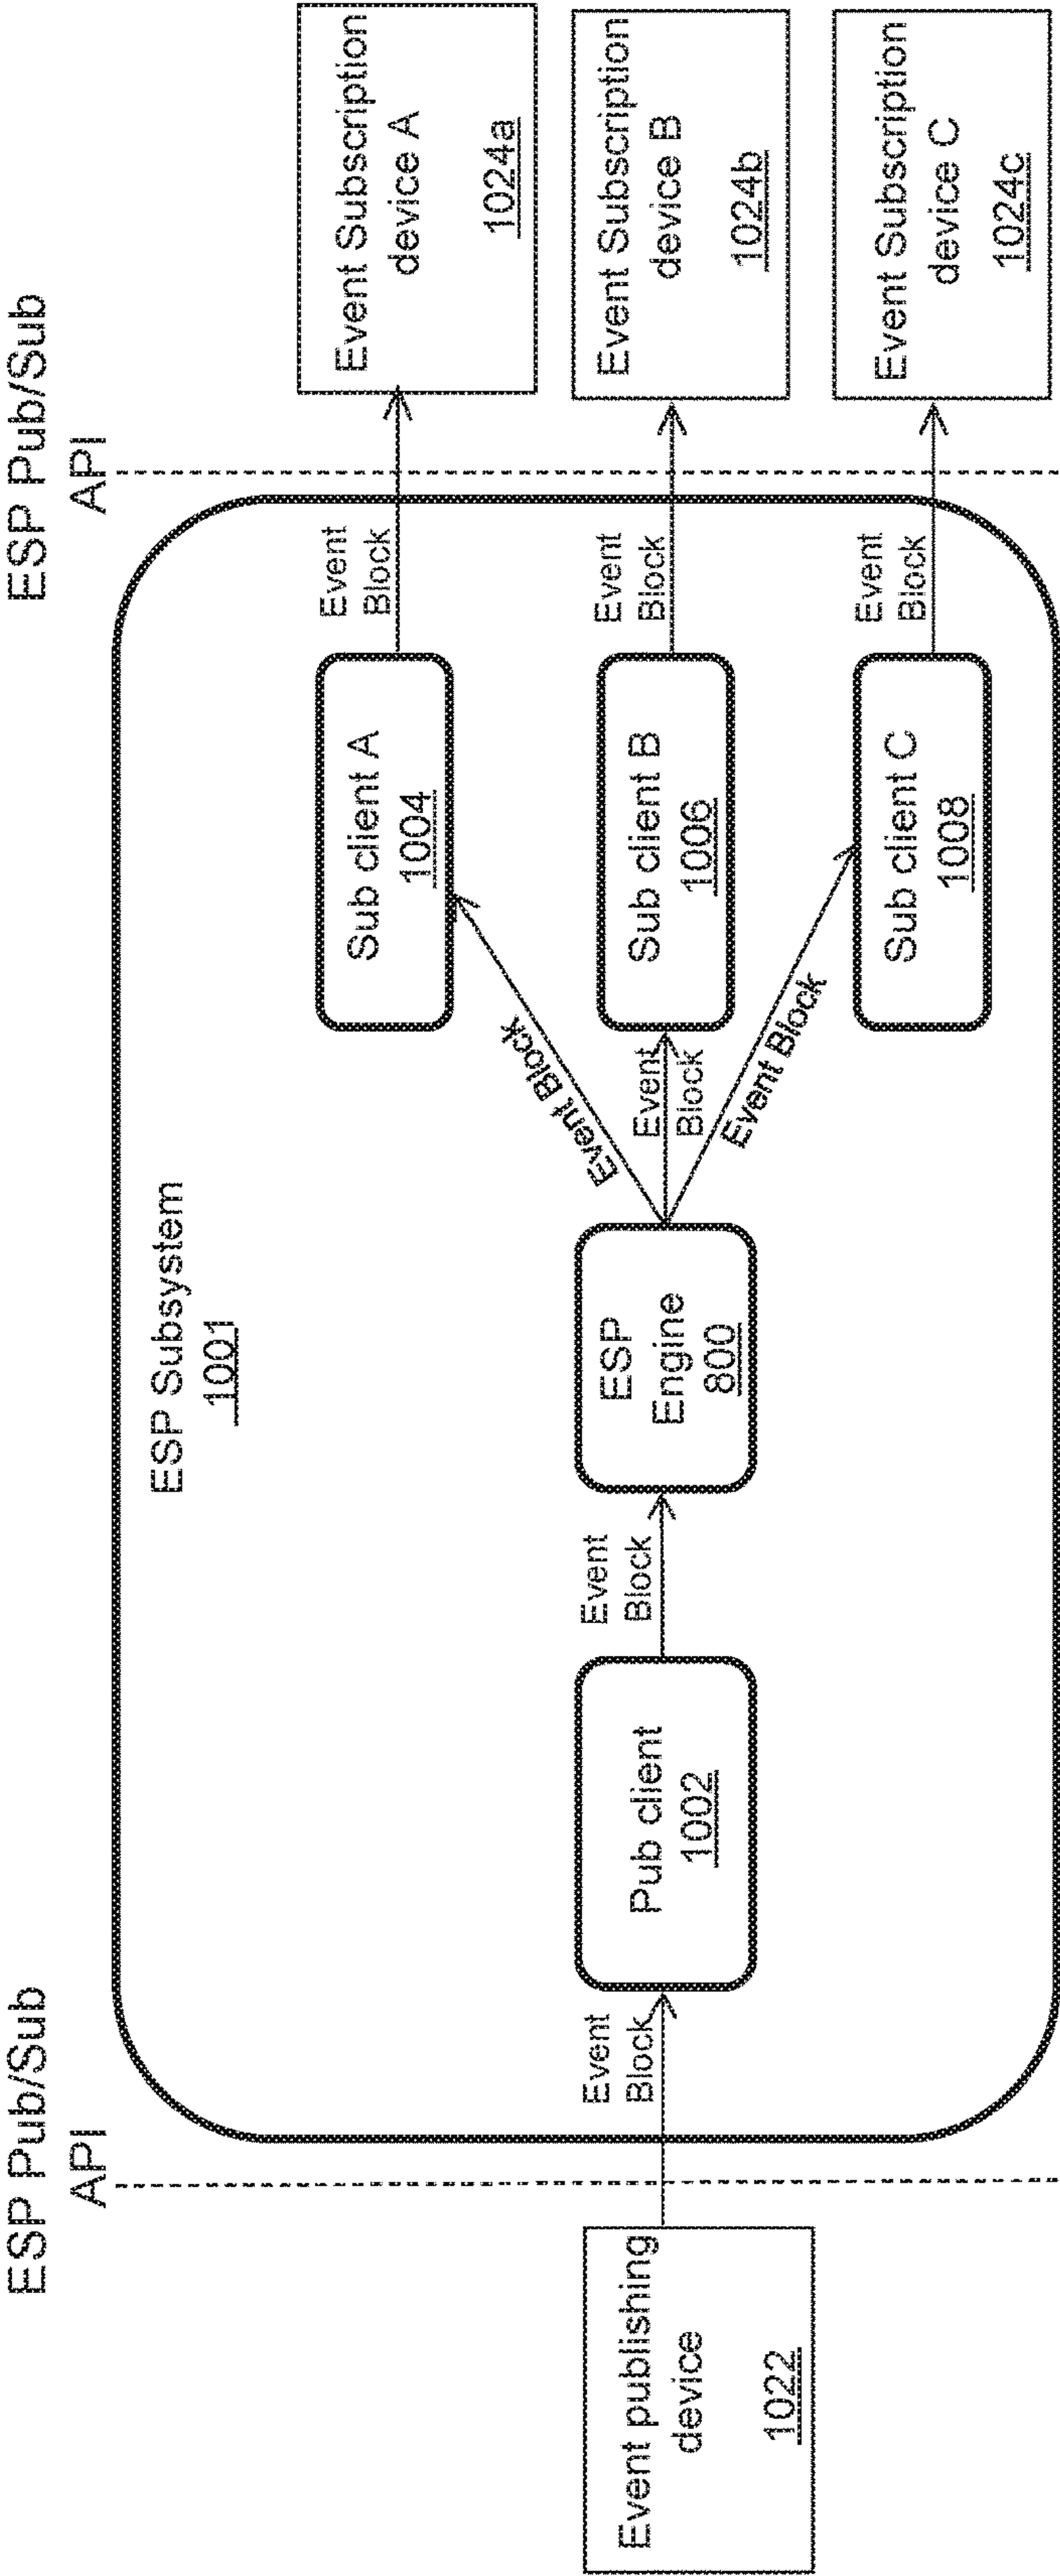 ESP Pub/Sub
API
ESP Pub/Sub
API
ESP Subsystem
1001
Event publishing
device
1022
Event
Block
Pub client
1002
Event
Block
ESP
Engine
800
Event Block
Event
Block
Event Block
Sub client A
1004
Sub client B
1006
Sub client C
1008
Event
Block
Event
Block
Event
Block
Event Subscription
device A
1024a
Event Subscription
device B
1024b
Event Subscription
device C
1024c